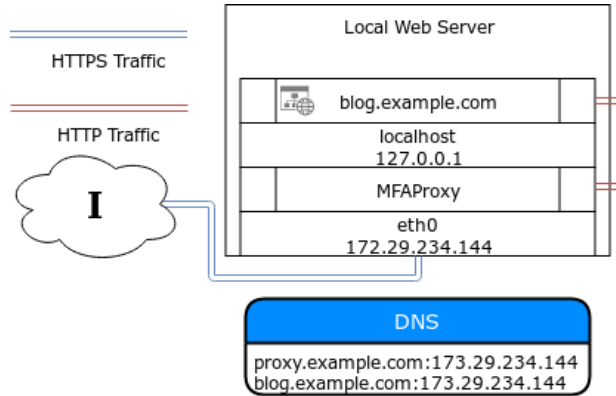 HTTPS Traffic
HTTP Traffic
I
Local Web Server
blog.example.com
localhost
127.0.0.1
MFAProxy
eth0
172.29.234.144
DNS
proxy.example.com:173.29.234.144
blog.example.com:173.29.234.144